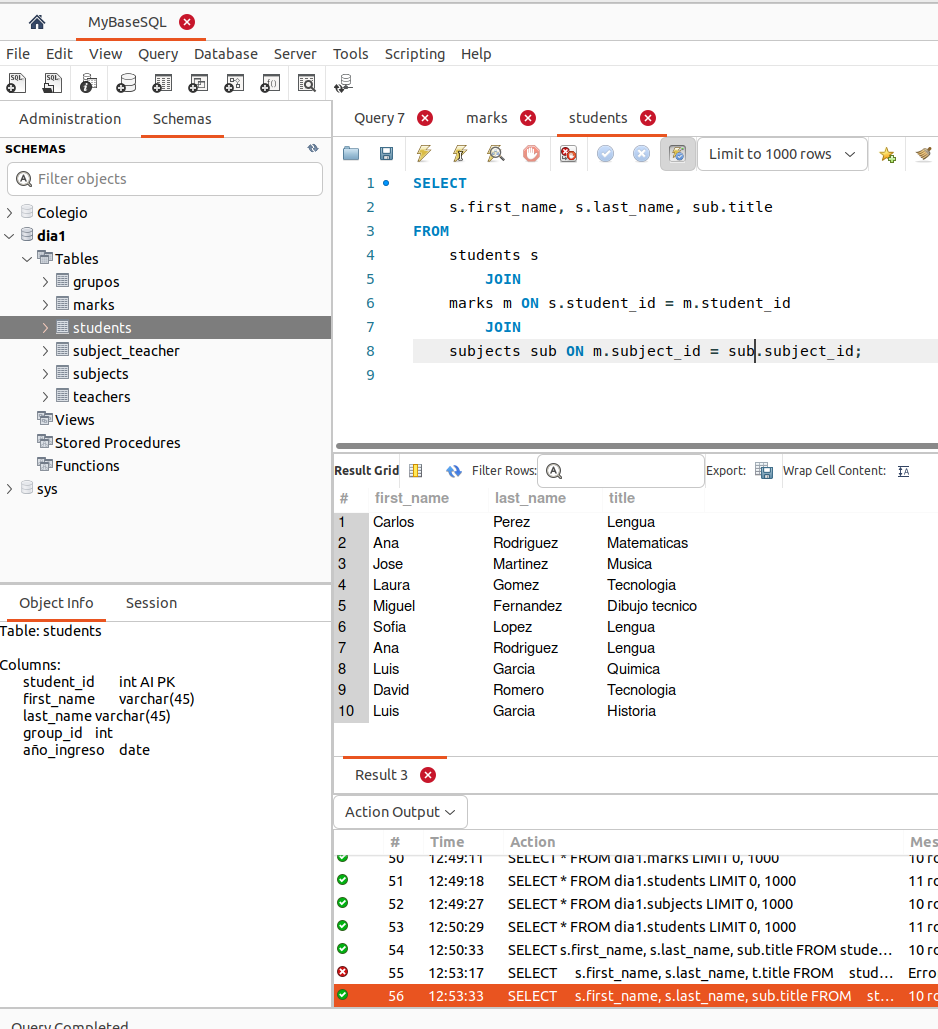 MyBaseSQL
File Edit View Query Database Server Tools Scripting Help
Administration Schemas
SCHEMAS
Filter objects
Colegio
dia1
Tables
grupos
marks
students
subject_teacher
subjects
teachers
Views
Stored Procedures
Functions
sys
Object Info Session
Table: students
Columns:
student_id int AI PK
first_name varchar(45)
last_name varchar(45)
group_id int
año_ingreso date
Query 7 marks students
Limit to 1000 rows
1 SELECT
2 s.first_name, s.last_name, sub.title
3 FROM
4 students s
5 JOIN
6 marks m ON s.student_id = m.student_id
7 JOIN
8 subjects sub ON m.subject_id = sub.subject_id;
9
Result Grid Filter Rows: Export: Wrap Cell Content:
# first_name last_name title
1 Carlos Perez Lengua
2 Ana Rodriguez Matematicas
3 Jose Martinez Musica
4 Laura Gomez Tecnologia
5 Miguel Fernandez Dibujo tecnico
6 Sofia Lopez Lengua
7 Ana Rodriguez Lengua
8 Luis Garcia Quimica
9 David Romero Tecnologia
10 Luis Garcia Historia
Result 3
Action Output
# Time Action Mes
50 12:49:11 SELECT * FROM dia1.marks LIMIT 0, 1000 10 ro
51 12:49:18 SELECT * FROM dia1.students LIMIT 0, 1000 11 ro
52 12:49:27 SELECT * FROM dia1.subjects LIMIT 0, 1000 10 ro
53 12:50:29 SELECT * FROM dia1.students LIMIT 0, 1000 11 ro
54 12:50:33 SELECT s.first_name, s.last_name, sub.title FROM stude... 10 ro
55 12:53:17 SELECT s.first_name, s.last_name, t.title FROM stud... Erro
56 12:53:33 SELECT s.first_name, s.last_name, sub.title FROM st... 10 ro
Query Completed